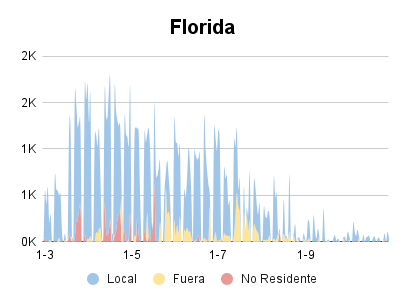 Florida
2K
2K
1K
1K
0K
1-3 1-5 1-7 1-9
Local Fuera No Residente